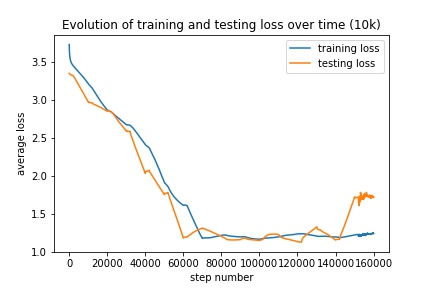 Evolution of training and testing loss over time (10k)
training loss
testing loss
average loss
3.5
3.0
2.5
2.0
1.5
1.0
0 20000 40000 60000 80000 100000 120000 140000 160000
step number